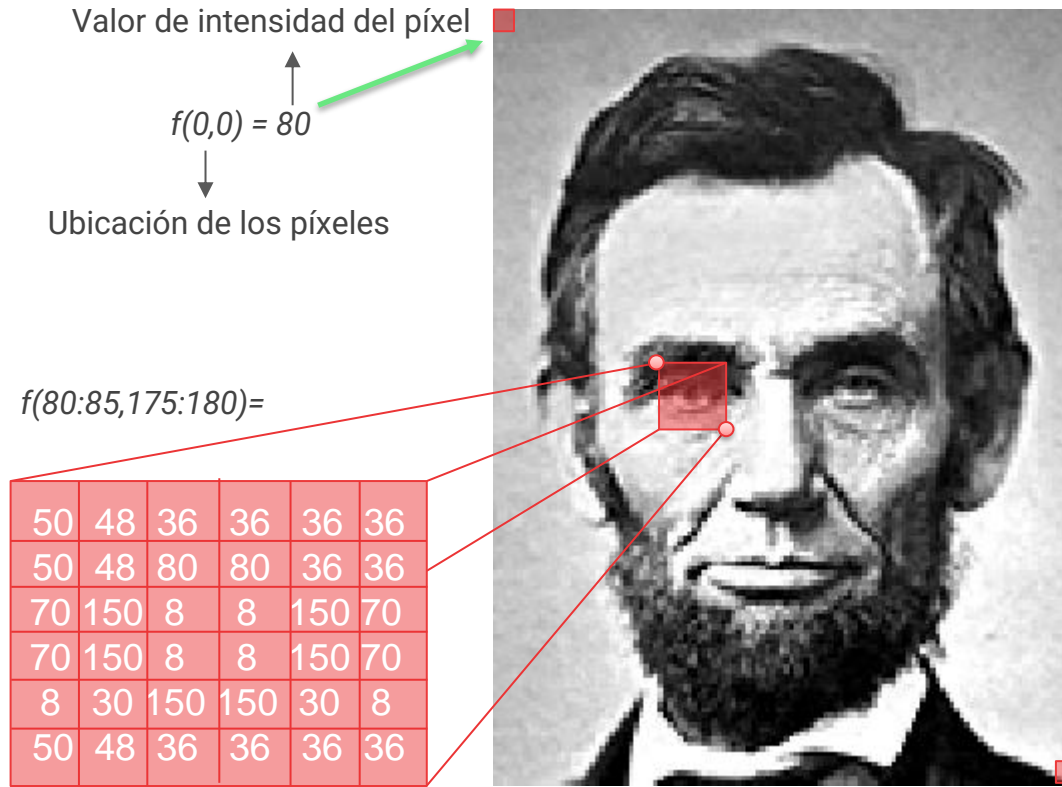 Valor de intensidad del píxel
f(0,0) = 80
Ubicación de los píxeles
f(80:85,175:180)=
50 48 36 36 36 36
50 48 80 80 36 36
70 150 8 8 150 70
70 150 8 8 150 70
8 30 150 150 30 8
50 48 36 36 36 36